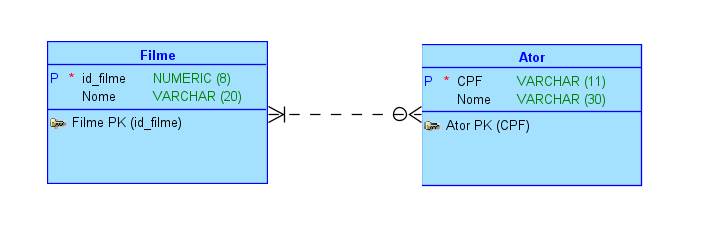 Filme
P * id_filme NUMERIC (8)
Nome VARCHAR (20)
Filme PK (id_filme)
Ator
P * CPF VARCHAR (11)
Nome VARCHAR (30)
Ator PK (CPF)